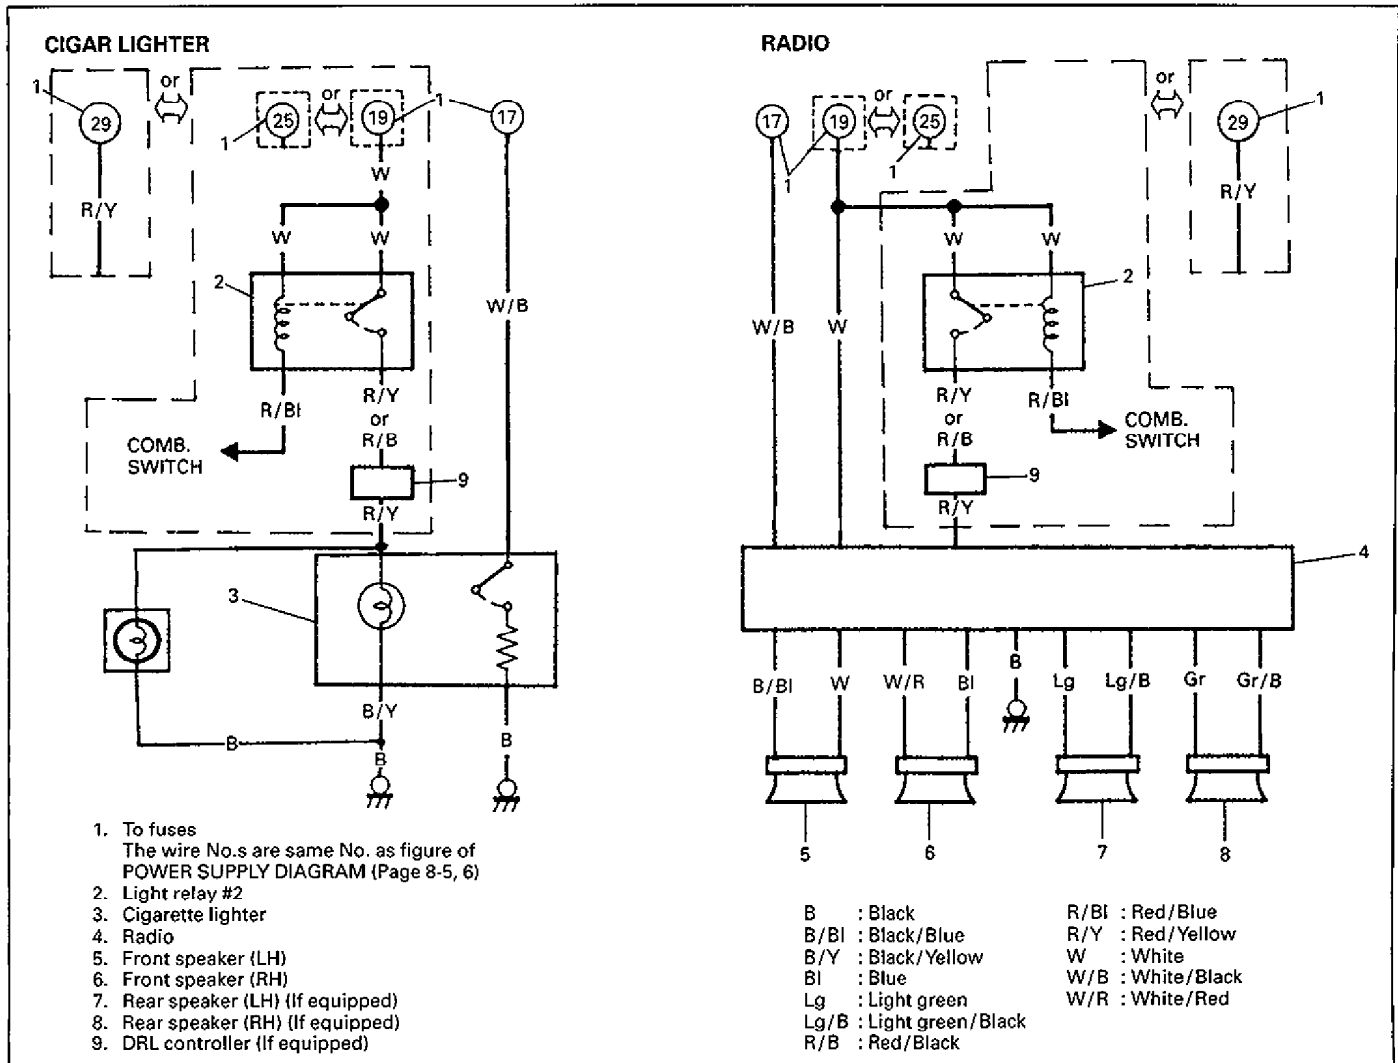 CIGAR LIGHTER
1
29
R/Y
or
1
25
or
19
1
17
W
W
W
2
W/B
R/Bl
R/Y
or
R/B
COMB.
SWITCH
9
R/Y
3
B/Y
B
B
B
RADIO
17
19
or
25
1
1
or
29
1
R/Y
W
W
2
W/B
W
R/Y
or
R/B
R/Bl
COMB.
SWITCH
9
R/Y
4
B/Bl
W
W/R
Bl
B
Lg
Lg/B
Gr
Gr/B
5
6
7
8
1. To fuses
The wire No.s are same No. as figure of
POWER SUPPLY DIAGRAM (Page 8-5, 6)
2. Light relay #2
3. Cigarette lighter
4. Radio
5. Front speaker (LH)
6. Front speaker (RH)
7. Rear speaker (LH) (If equipped)
8. Rear speaker (RH) (If equipped)
9. DRL controller (If equipped)
B : Black
B/Bl : Black/Blue
B/Y : Black/Yellow
Bl : Blue
Lg : Light green
Lg/B : Light green/Black
R/B : Red/Black
R/Bl : Red/Blue
R/Y : Red/Yellow
W : White
W/B : White/Black
W/R : White/Red